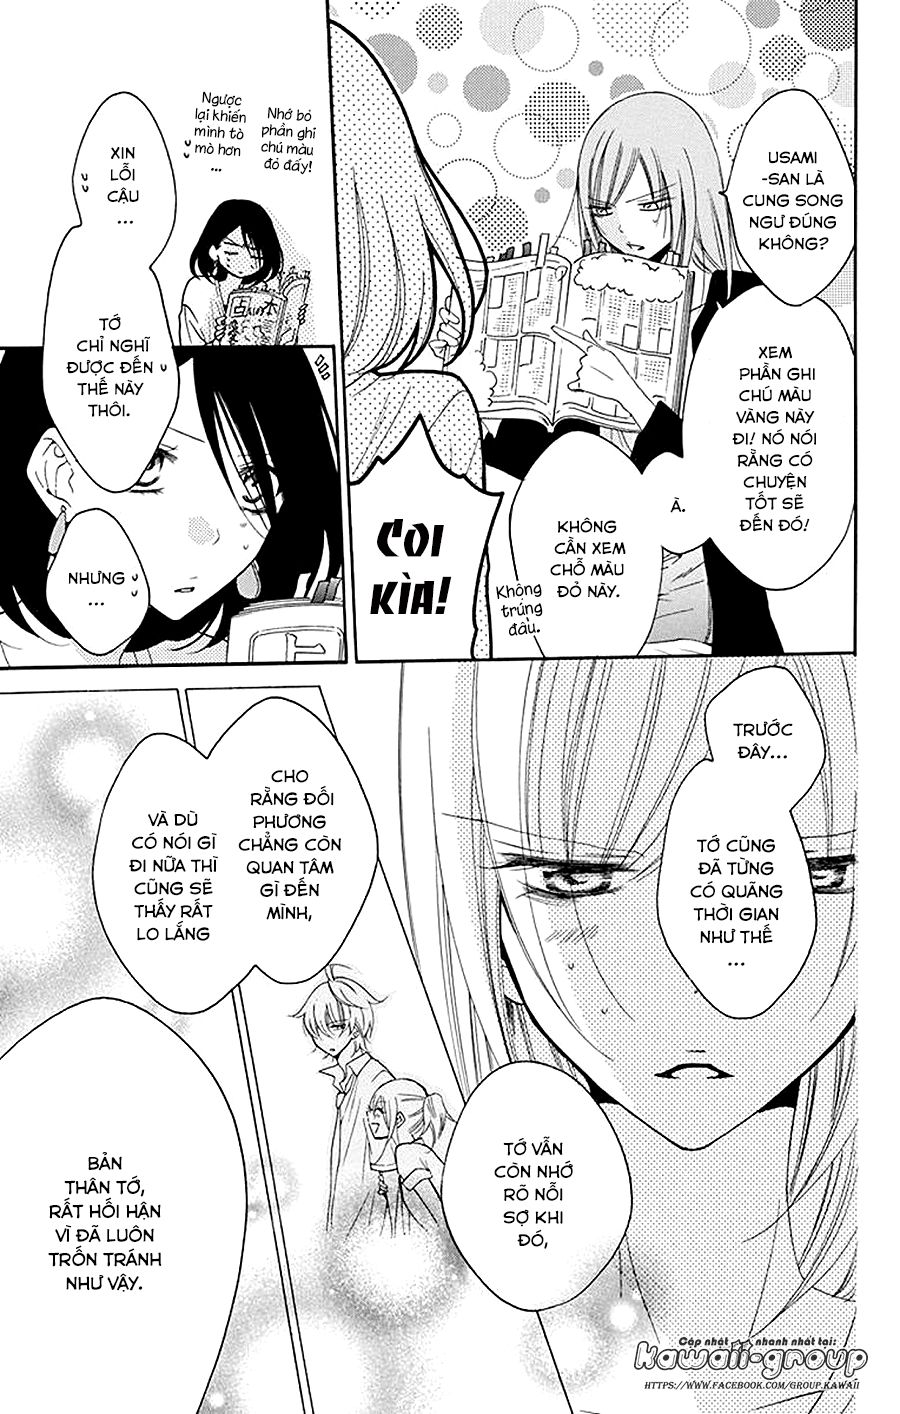 USAMI
-SAN LÀ
CUNG SONG
NGƯ ĐÚNG
KHÔNG?
XEM
PHẦN GHI
CHÚ MÀU
VÀNG NÀY
ĐI! NÓ NÓI
RẰNG CÓ
CHUYỆN
TỐT SẼ
ĐẾN ĐÓ!
À.
KHÔNG
CẦN XEM
CHỖ MÀU
ĐỎ NÀY.
Không
trúng
đâu.
COI
KÌA!
Nhớ bỏ
phần ghi
chú màu
đỏ đấy!
Ngược
lại khiến
mình tò
mò hơn
...
XIN
LỖI
CẬU
...
TỚ
CHỈ NGHĨ
ĐƯỢC ĐẾN
THẾ NÀY
THÔI.
NHƯNG
...
TRƯỚC
ĐÂY...
TỚ CŨNG
ĐÃ TỪNG
CÓ QUÃNG
THỜI GIAN
NHƯ THẾ
...
CHO
RẰNG ĐỐI
PHƯƠNG
CHẲNG CÒN
QUAN TÂM
GÌ ĐẾN
MÌNH,
VÀ DÙ
CÓ NÓI GÌ
ĐI NỮA THÌ
CŨNG SẼ
THẤY RẤT
LO LẮNG
TỚ VẪN
CÒN NHỚ
RÕ NỖI
SỢ KHI
ĐÓ,
BẢN
THÂN TỚ,
RẤT HỐI HẬN
VÌ ĐÃ LUÔN
TRỐN TRÁNH
NHƯ VẬY.
Cập nhật nhanh nhất tại:
kawaii-group
HTTPS://WWW.FACEBOOK.COM/GROUP.KAWAII